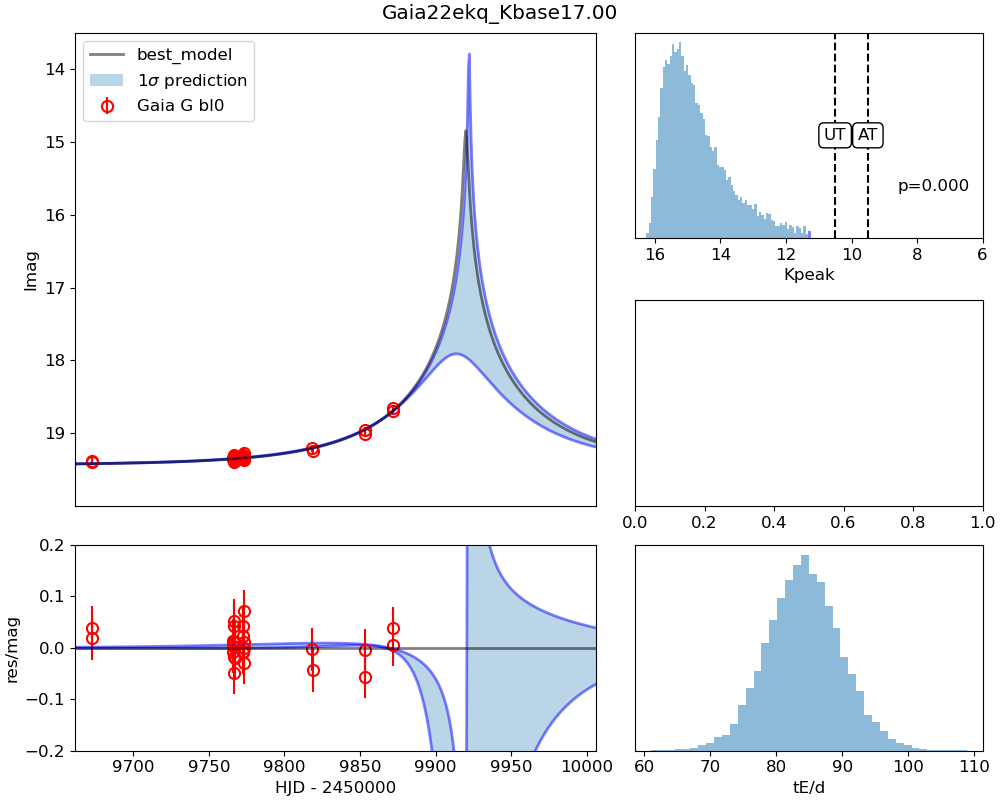 Gaia22ekq_Kbase17.00
best_model
1σ prediction
Gaia G bl0
14
15
16
17
18
19
Imag
UT
AT
p=0.000
16 14 12 10 8 6
Kpeak
0.0 0.2 0.4 0.6 0.8 1.0
0.2
0.1
0.0
−0.1
−0.2
res/mag
9700 9750 9800 9850 9900 9950 10000
HJD - 2450000
60 70 80 90 100 110
tE/d